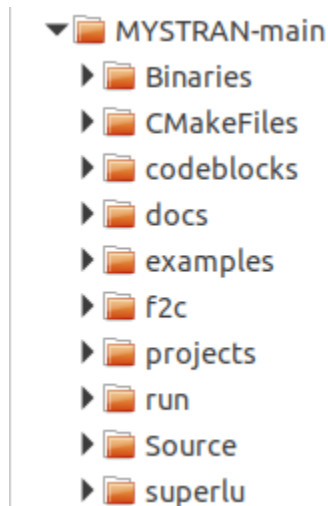 MYSTRAN-main
Binaries
CMakeFiles
codeblocks
docs
examples
f2c
projects
run
Source
superlu